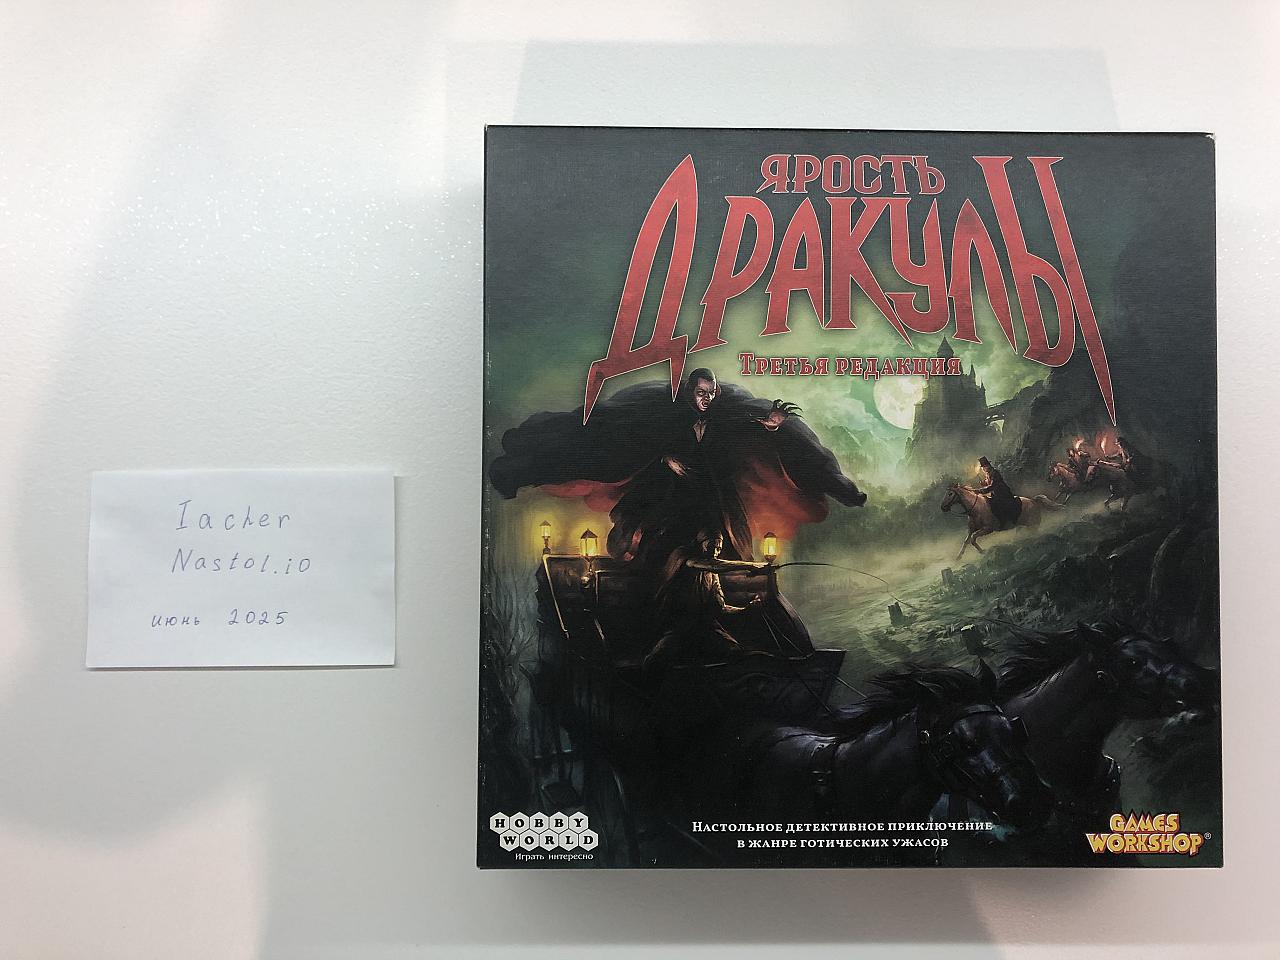 Iacher
Nastol.io
июнь 2025
ЯРОСТЬ
ДРАКУЛЫ
ТРЕТЬЯ РЕДАКЦИЯ
HOBBY
WORLD
Играть интересно
НАСТОЛЬНОЕ ДЕТЕКТИВНОЕ ПРИКЛЮЧЕНИЕ
В ЖАНРЕ ГОТИЧЕСКИХ УЖАСОВ
GAMES
WORKSHOP®